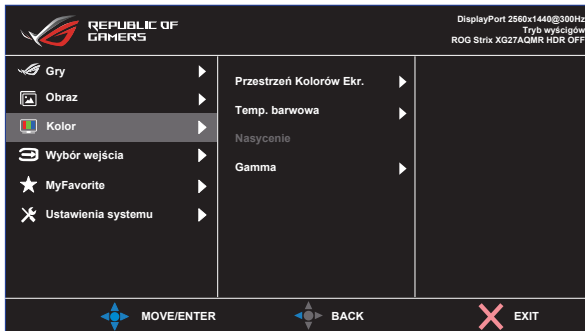 REPUBLIC OF
GAMERS
DisplayPort 2560x1440@300Hz
Tryb wyścigów
ROG Strix XG27AQMR HDR OFF
Gry
Obraz
Kolor
Wybór wejścia
MyFavorite
Ustawienia systemu
Przestrzeń Kolorów Ekr.
Temp. barwowa
Nasycenie
Gamma
MOVE/ENTER
BACK
EXIT